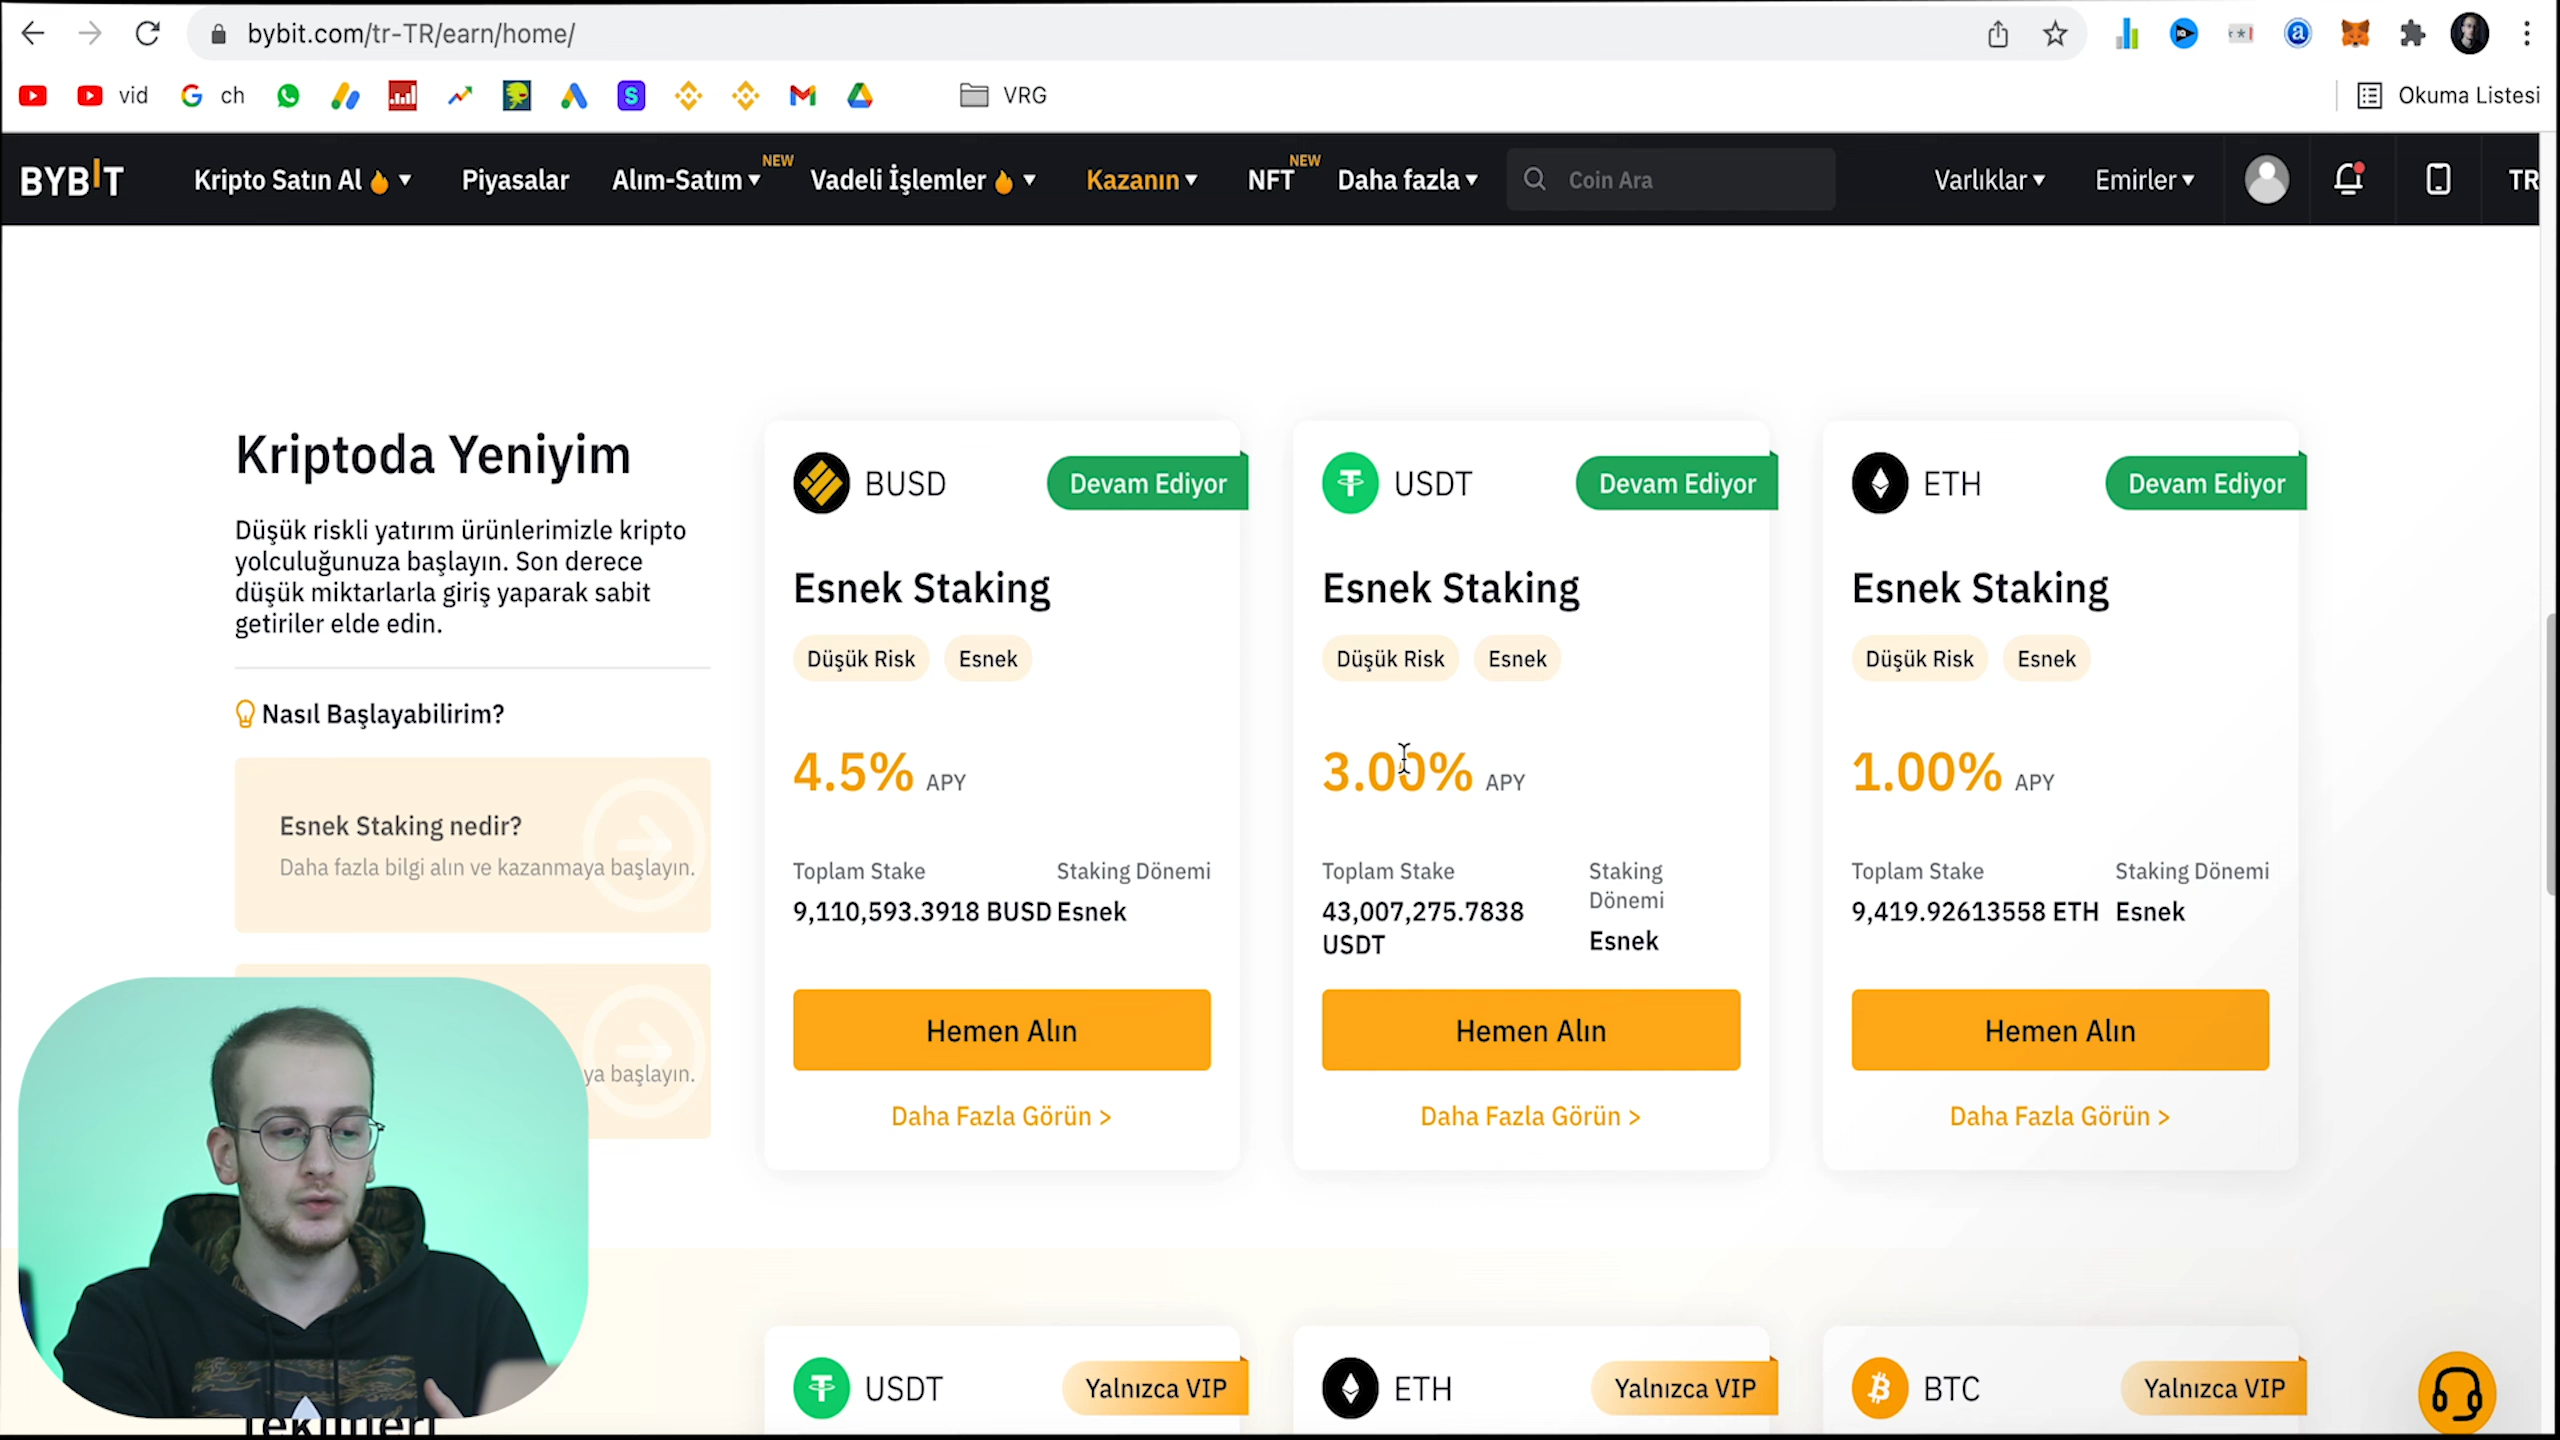 bybit.com/tr-TR/earn/home/
vid
ch
VRG
Okuma Listesi
BYBIT
Kripto Satın Al
Piyasalar
Alım-Satım
NEW
Vadeli İşlemler
Kazanın
NFT
NEW
Daha fazla
Coin Ara
Varlıklar
Emirler
TR
Kriptoda Yeniyim
Düşük riskli yatırım ürünlerimizle kripto
yolculuğunuza başlayın. Son derece
düşük miktarlarla giriş yaparak sabit
getiriler elde edin.
Nasıl Başlayabilirim?
Esnek Staking nedir?
Daha fazla bilgi alın ve kazanmaya başlayın.
ya başlayın.
BUSD
Devam Ediyor
Esnek Staking
Düşük Risk
Esnek
4.5% APY
Toplam Stake
Staking Dönemi
9,110,593.3918 BUSD
Esnek
Hemen Alın
Daha Fazla Görün >
USDT
Devam Ediyor
Esnek Staking
Düşük Risk
Esnek
3.00% APY
Toplam Stake
43,007,275.7838
USDT
Staking
Dönemi
Esnek
Hemen Alın
Daha Fazla Görün >
ETH
Devam Ediyor
Esnek Staking
Düşük Risk
Esnek
1.00% APY
Toplam Stake
Staking Dönemi
9,419.92613558 ETH
Esnek
Hemen Alın
Daha Fazla Görün >
USDT
Yalnızca VIP
ETH
Yalnızca VIP
BTC
Yalnızca VIP